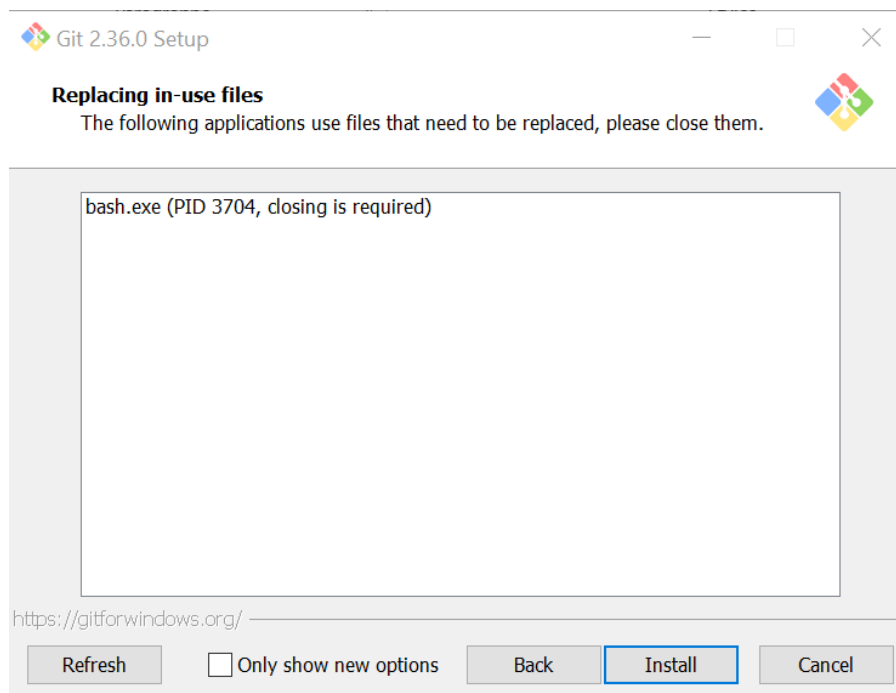 Git 2.36.0 Setup
Replacing in-use files
The following applications use files that need to be replaced, please close them.
bash.exe (PID 3704, closing is required)
https://gitforwindows.org/
Refresh
Only show new options
Back
Install
Cancel